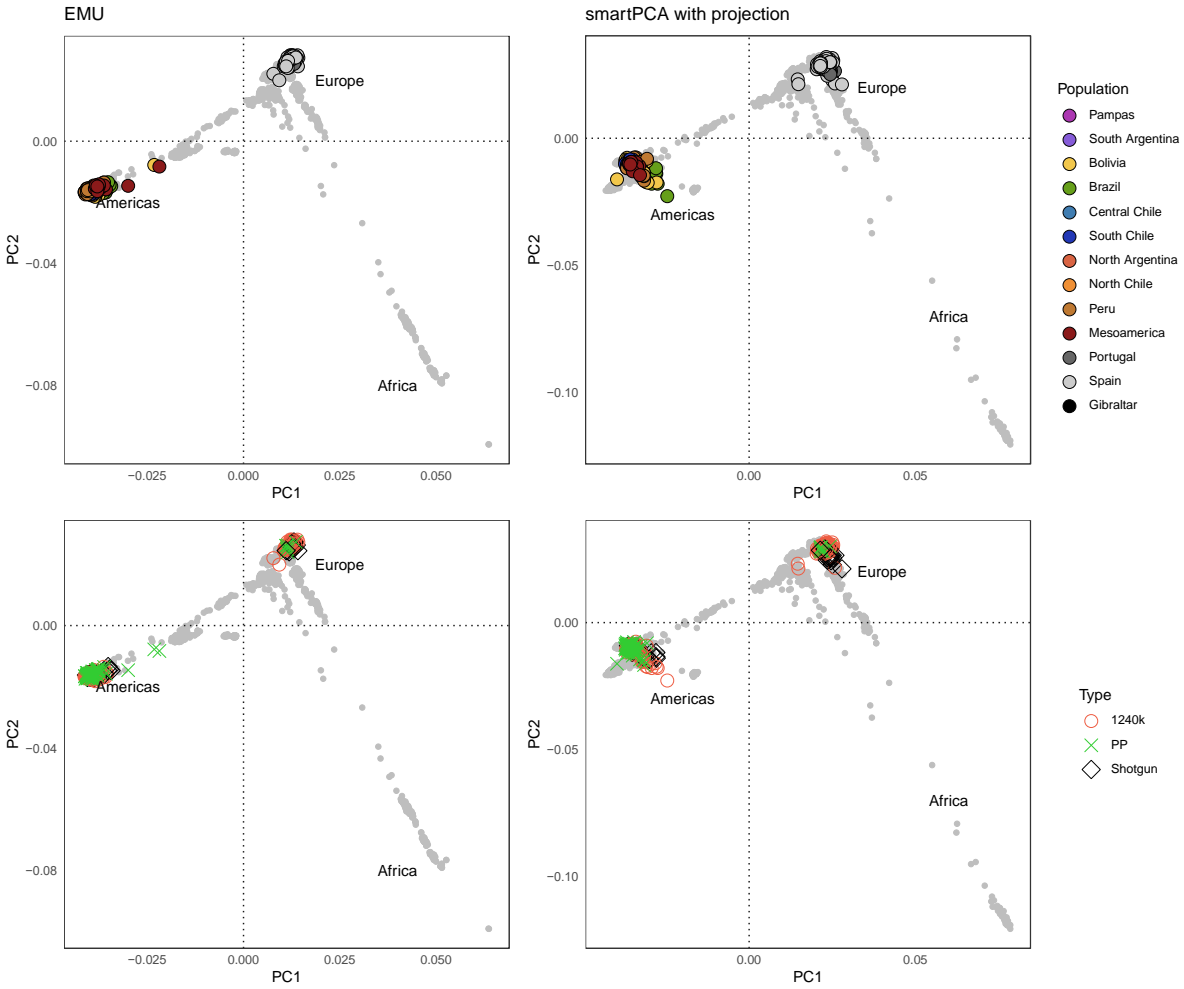 EMU
smartPCA with projection
0.00
−0.04
−0.08
PC2
−0.025
0.000
0.025
0.050
PC1
Europe
Americas
Africa
0.00
−0.05
−0.10
PC2
0.00
0.05
PC1
Europe
Americas
Africa
Population
Pampas
South Argentina
Bolivia
Brazil
Central Chile
South Chile
North Argentina
North Chile
Peru
Mesoamerica
Portugal
Spain
Gibraltar
0.00
−0.04
−0.08
PC2
−0.025
0.000
0.025
0.050
PC1
Europe
Americas
Africa
0.00
−0.05
−0.10
PC2
0.00
0.05
PC1
Europe
Americas
Africa
Type
1240k
PP
Shotgun